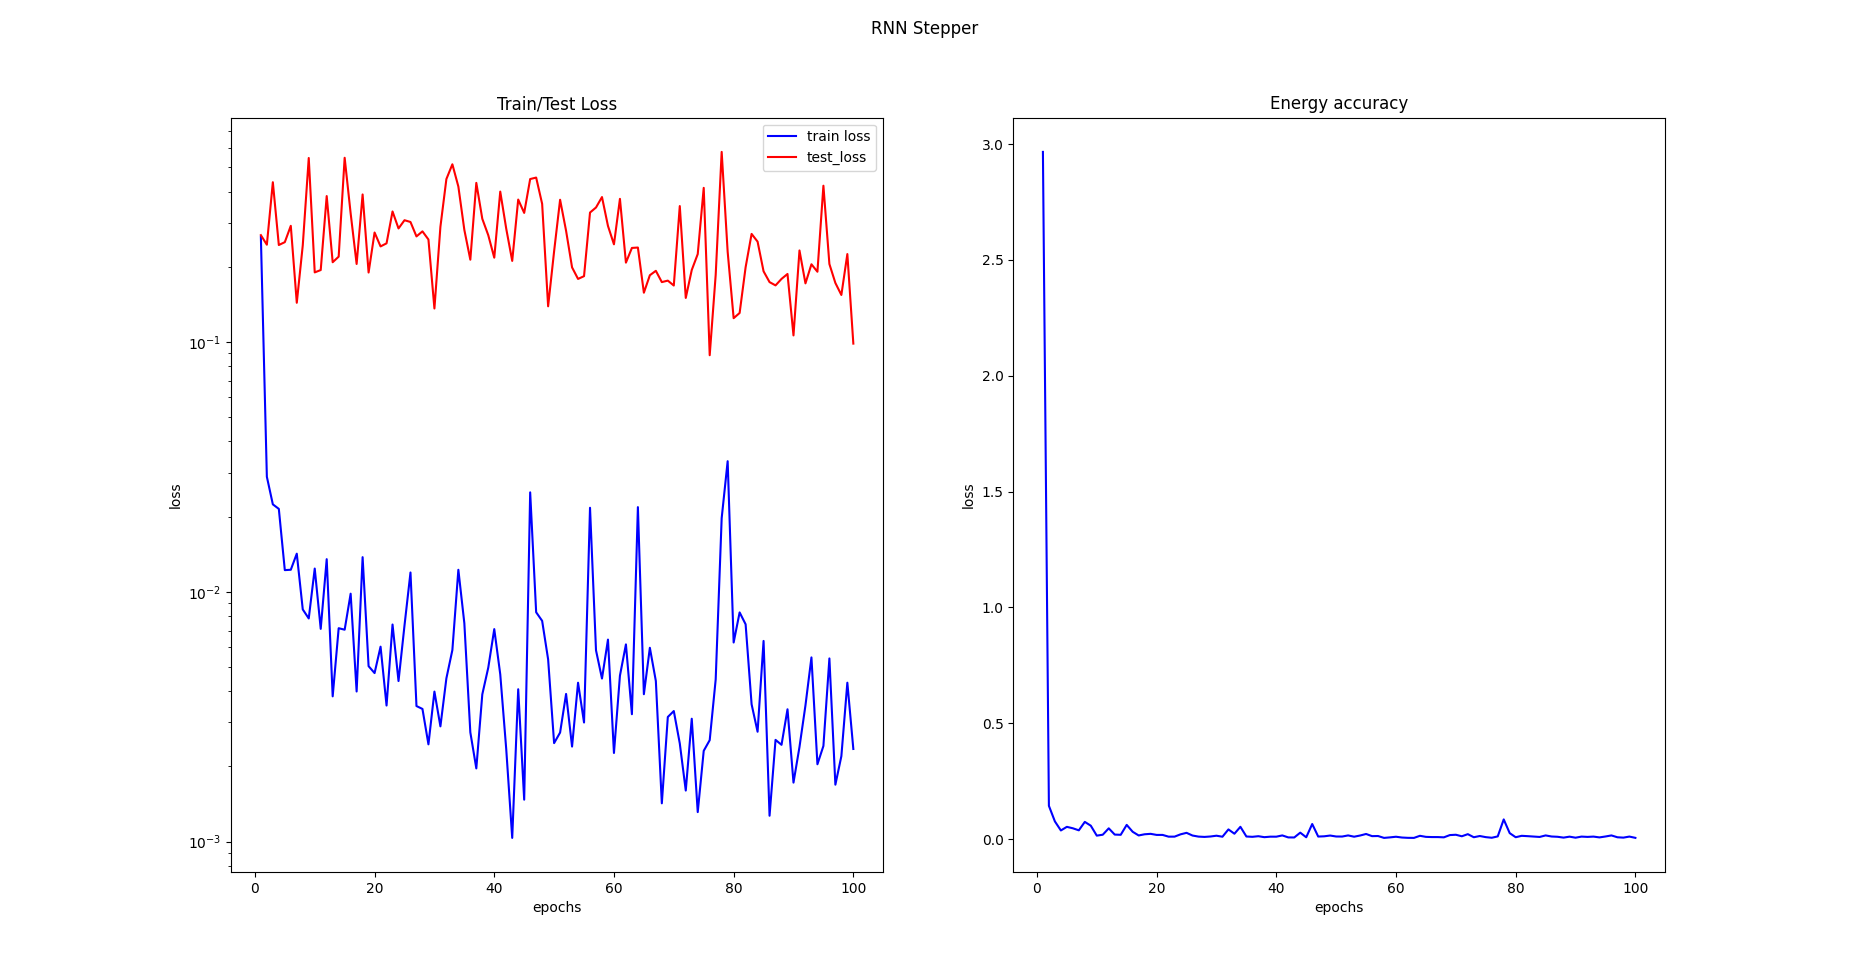 RNN Stepper
Train/Test Loss
train loss
test_loss
10⁻¹
10⁻²
10⁻³
loss
0 20 40 60 80 100
epochs
Energy accuracy
3.0
2.5
2.0
1.5
1.0
0.5
0.0
loss
0 20 40 60 80 100
epochs